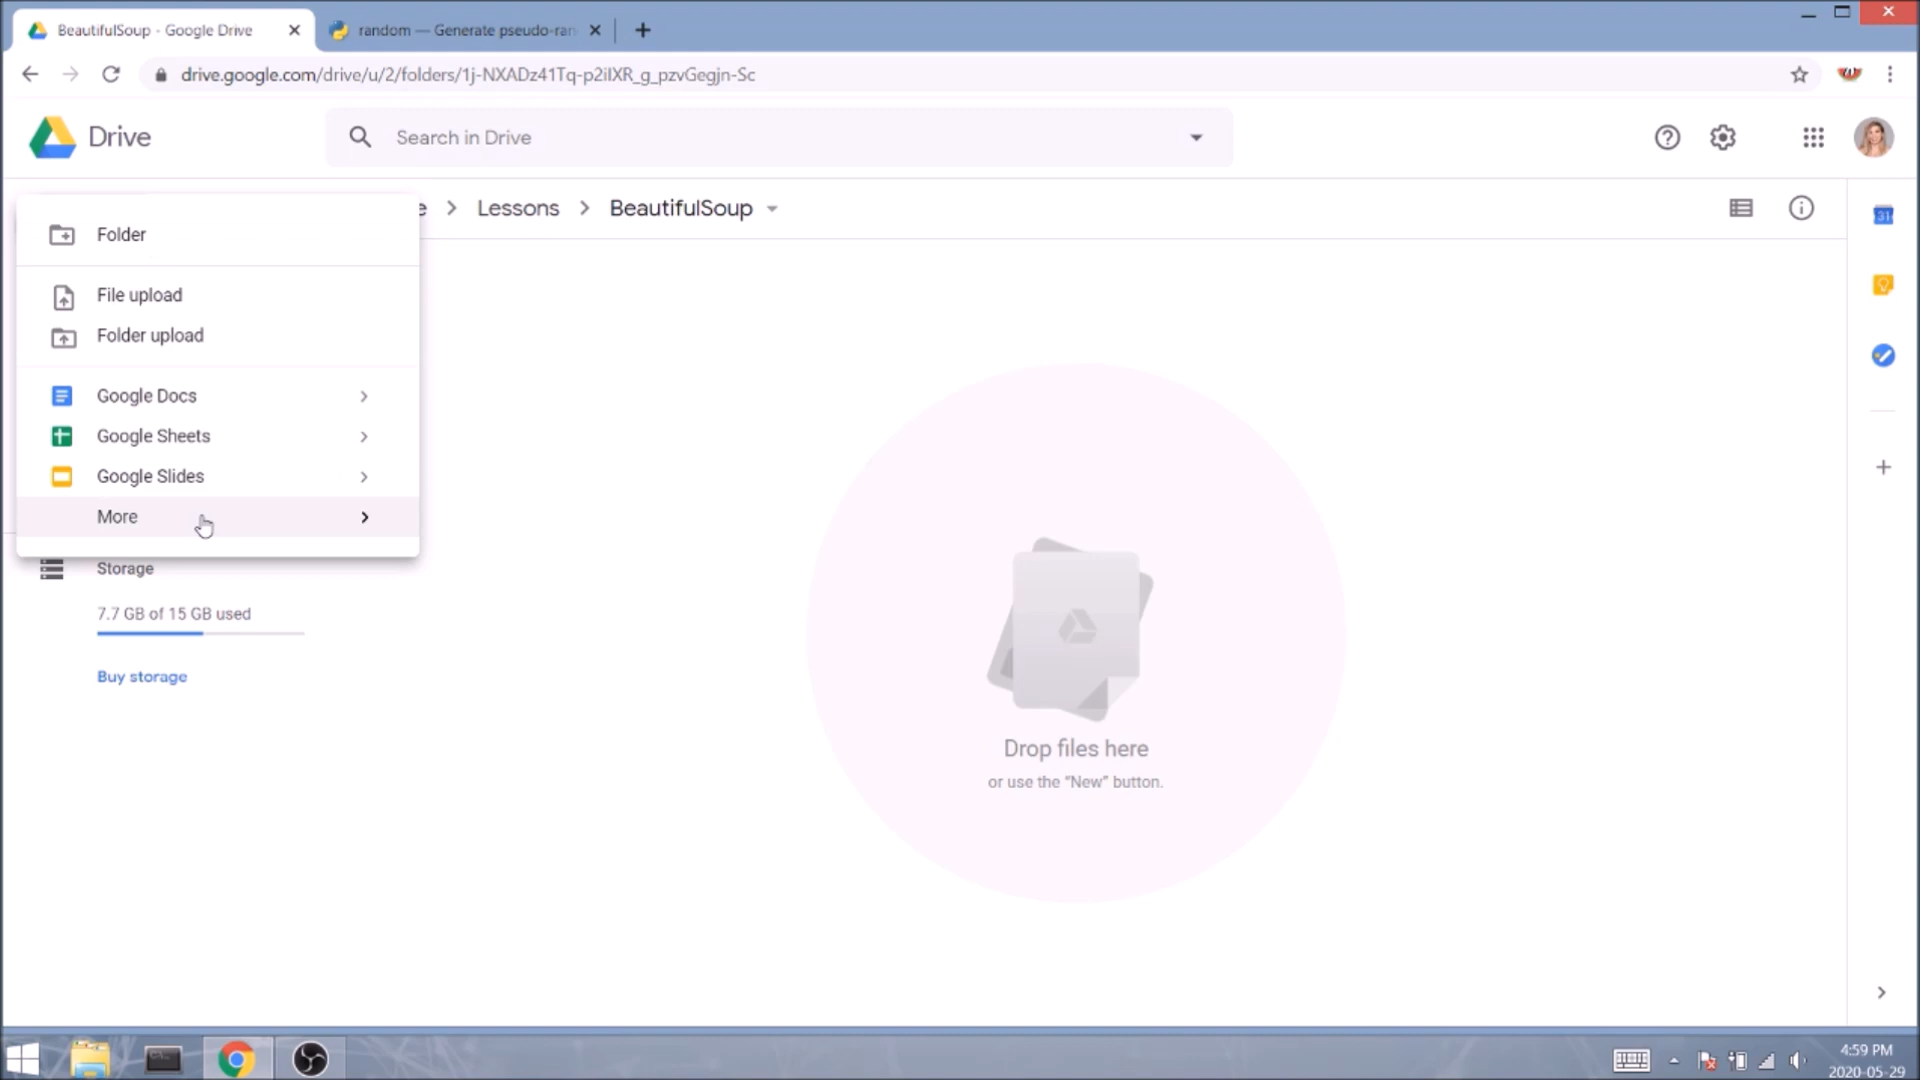 BeautifulSoup - Google Drive
random — Generate pseudo-ran
drive.google.com/drive/u/2/folders/1j-NXADz41Tq-p2iIXR_g_pzvGegjn-Sc
Drive
Search in Drive
e > Lessons > BeautifulSoup
31
Folder
File upload
Folder upload
Google Docs
Google Sheets
Google Slides
More
Storage
7.7 GB of 15 GB used
Buy storage
Drop files here
or use the “New” button.
4:59 PM
2020-05-29